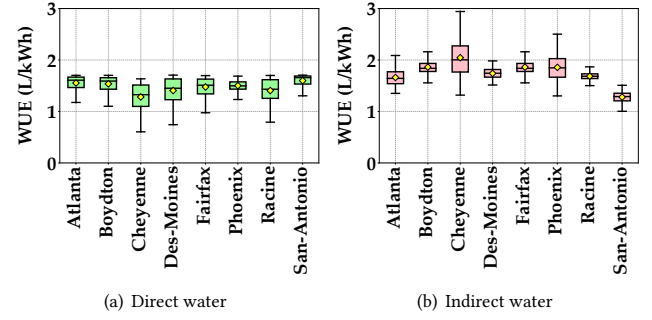 3
2
1
0
WUE (L/kWh)
Atlanta
Boydton
Cheyenne
Des-Moines
Fairfax
Phoenix
Racine
San-Antonio
(a) Direct water
3
2
1
0
WUE (L/kWh)
Atlanta
Boydton
Cheyenne
Des-Moines
Fairfax
Phoenix
Racine
San-Antonio
(b) Indirect water